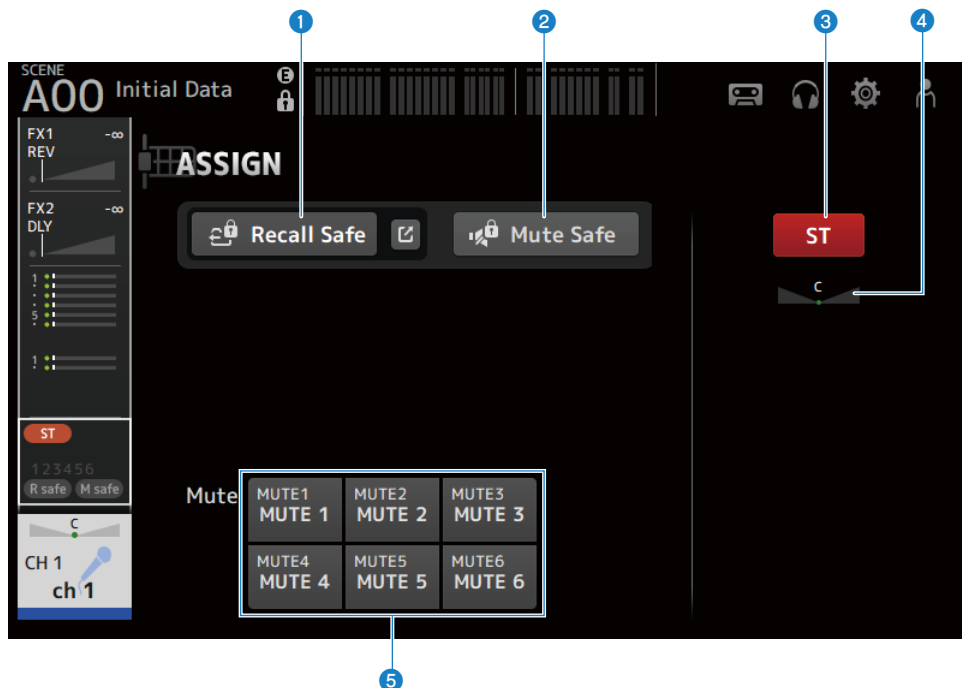 1 2 3 4
SCENE
A00 Initial Data
E
FX1 -∞
REV
ASSIGN
FX2 -∞
DLY
Recall Safe
Mute Safe
ST
C
1
5
1
ST
123456
R safe M safe
Mute
MUTE1 MUTE2 MUTE3
MUTE 1 MUTE 2 MUTE 3
MUTE4 MUTE5 MUTE6
MUTE 4 MUTE 5 MUTE 6
C
CH 1
ch 1
5